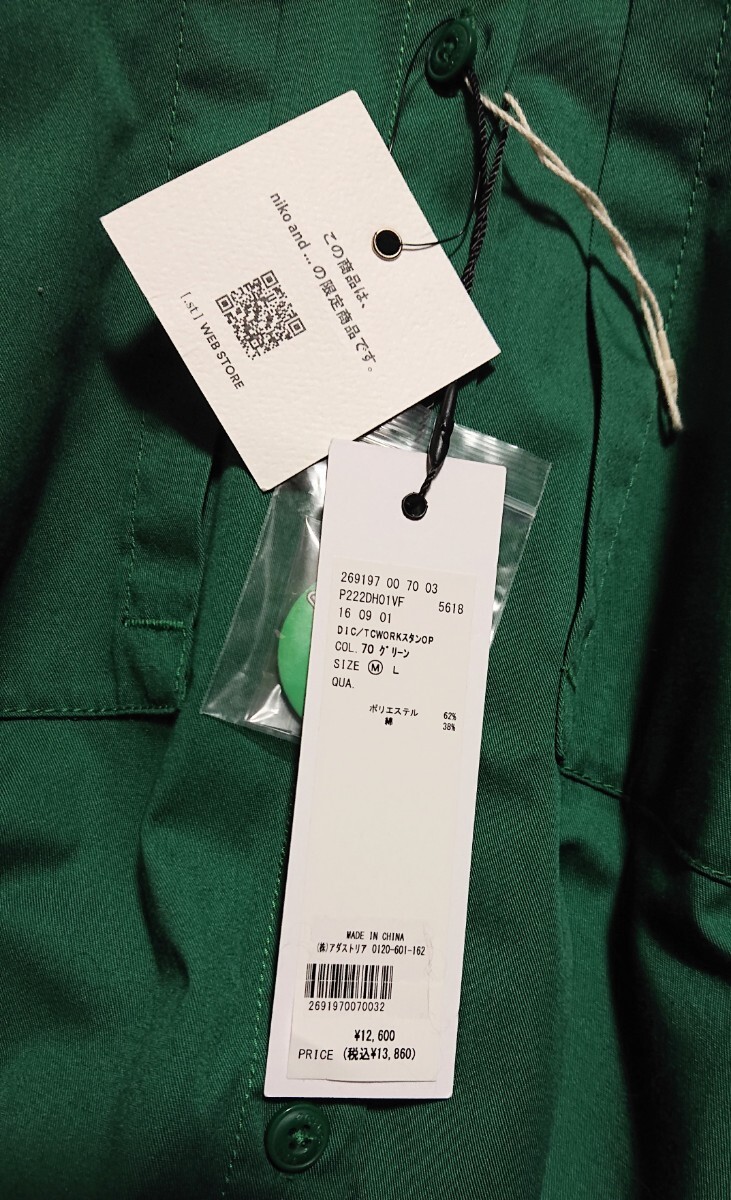 この商品は、
niko and ... の限定商品です。
[.st] WEB STORE
269197 00 70 03
P222DH01VF 5618
16 09 01
DIC/TCWORKスタンOP
COL. 70 グリーン
SIZE Ⓜ L
QUA.
ポリエステル 62%
綿 38%
MADE IN CHINA
(株)アダストリア 0120-601-162
2691970070032
¥12,600
PRICE (税込¥13,860)